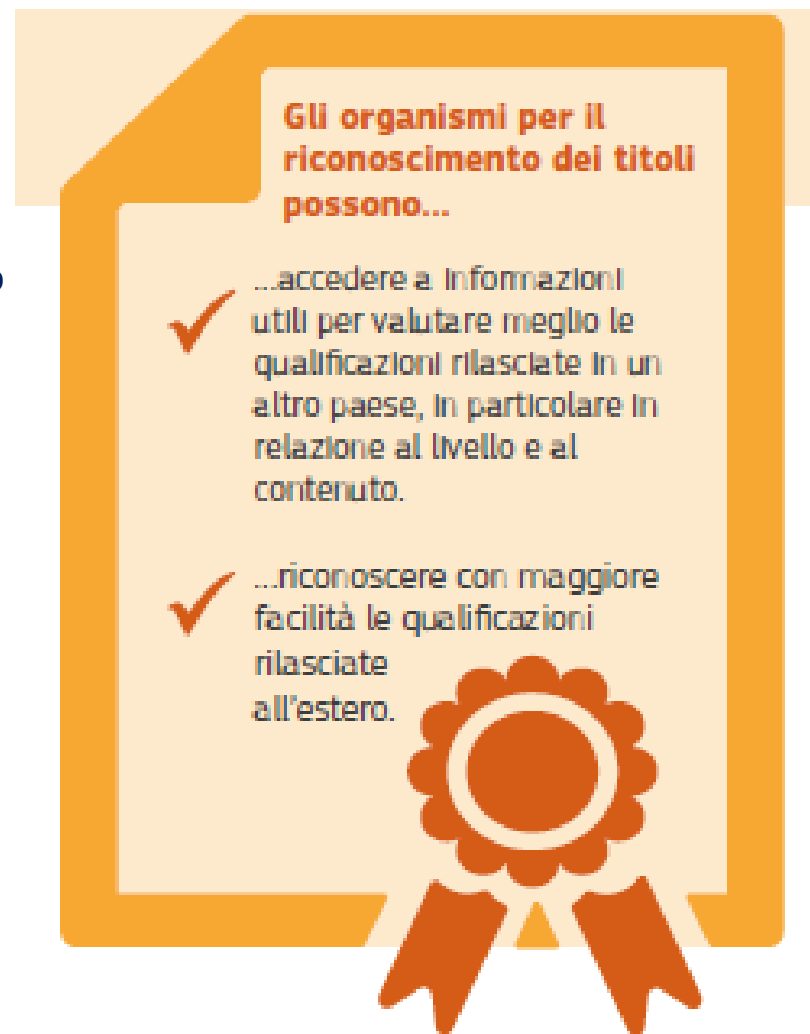 Gli organismi per il
riconoscimento dei titoli
possono...
...accedere a informazioni
utili per valutare meglio le
qualificazioni rilasciate in un
altro paese, in particolare in
relazione al livello e al
contenuto.
...riconoscere con maggiore
facilità le qualificazioni
rilasciate
all'estero.